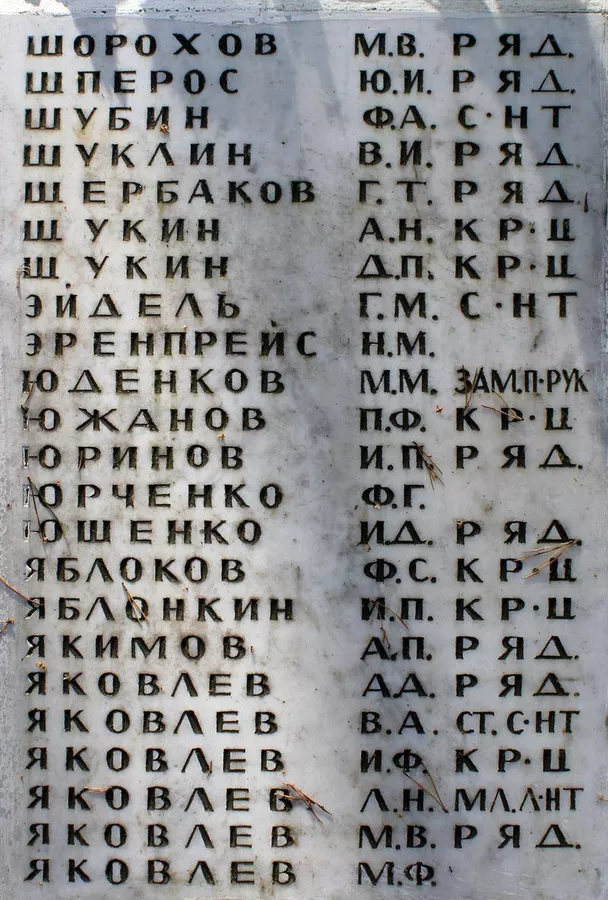 ШОРОХОВ М.В. РЯД.
ШПЕРОС Ю.И. РЯД.
ШУБИН Ф.А. С-НТ
ШУКЛИН В.И. РЯД.
ЩЕРБАКОВ Г.Т. РЯД.
ЩУКИН А.Н. КР-Ц
ЩУКИН Д.П. КР-Ц
ЭЙДЕЛЬ Г.М. С-НТ
ЭРЕНПРЕЙС Н.М.
ЮДЕНКОВ М.М. ЗАМ.П-РУК
ЮЖАНОВ П.Ф. КР-Ц
ЮРИНОВ И.П. РЯД.
ЮРЧЕНКО Ф.Г.
ЮШЕНКО И.Д. РЯД.
ЯБЛОКОВ Ф.С. КРЦ
ЯБЛОНКИН И.П. КР-Ц
ЯКИМОВ А.П. РЯД.
ЯКОВЛЕВ А.А. РЯД.
ЯКОВЛЕВ В.А. СТ.С-НТ
ЯКОВЛЕВ И.Ф. КР-Ц
ЯКОВЛЕВ Л.Н. МЛ.Л-НТ
ЯКОВЛЕВ М.В. РЯД.
ЯКОВЛЕВ М.Ф.